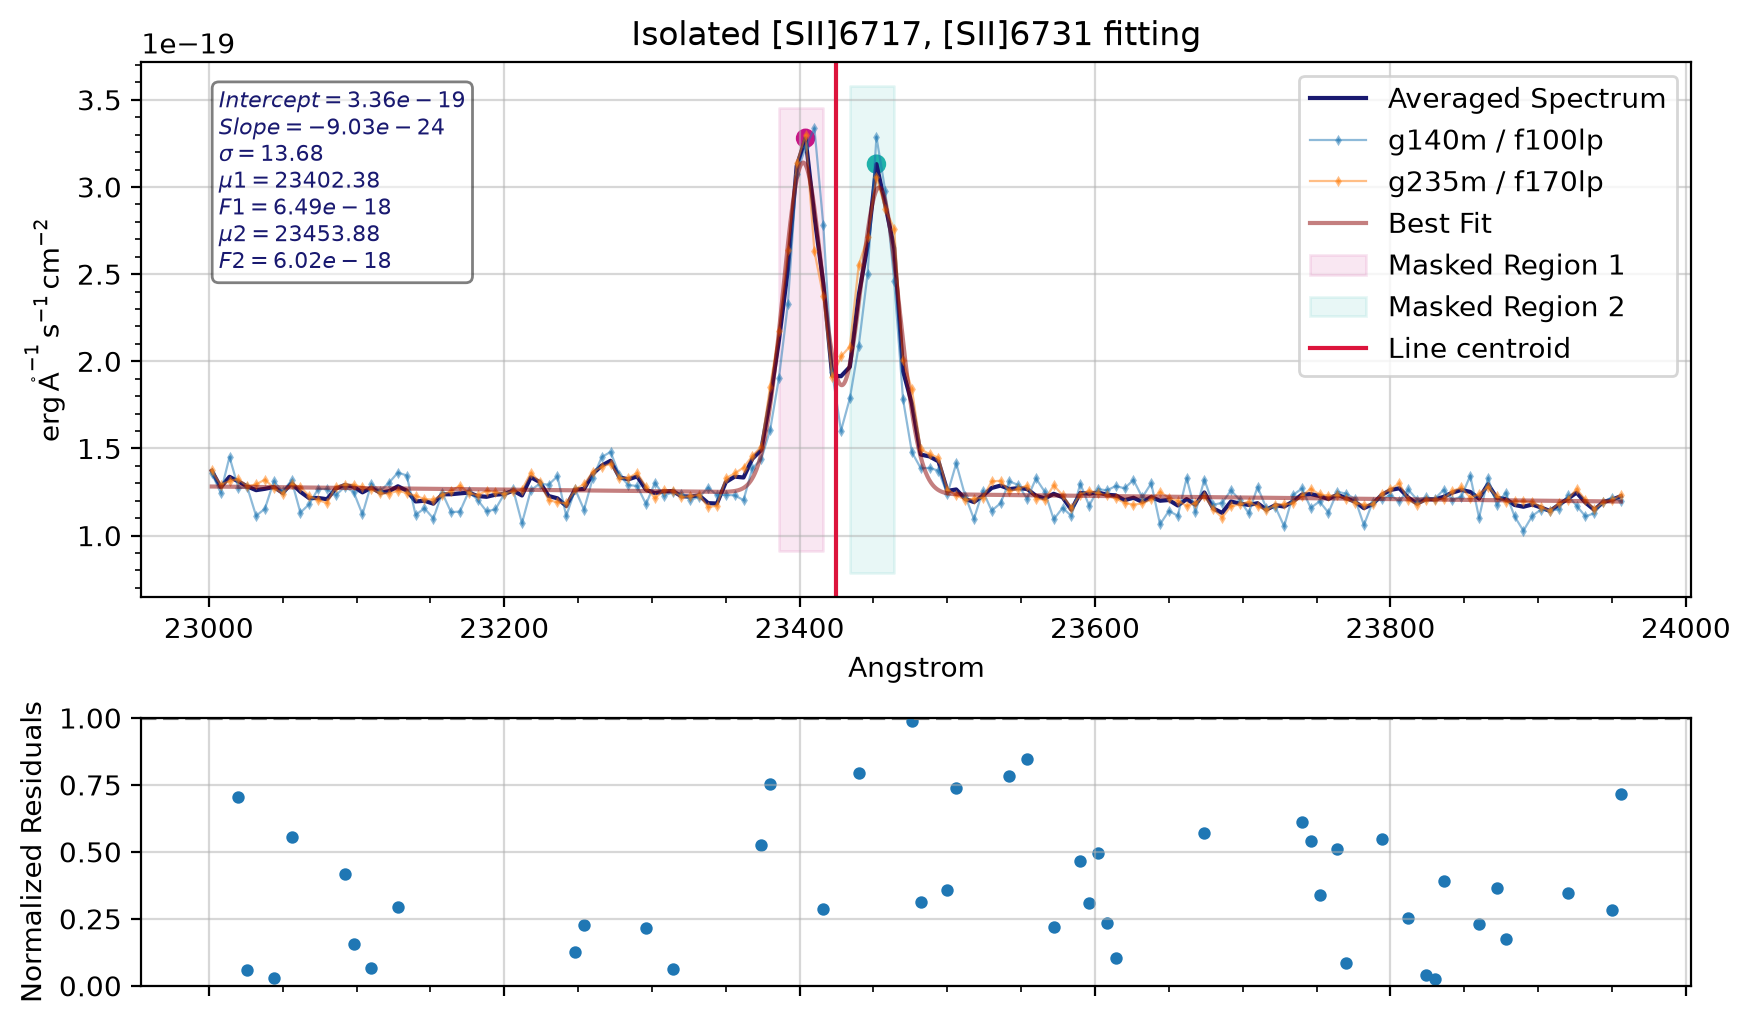 Isolated [SII]6717, [SII]6731 fitting
1e−19
Intercept = 3.36e − 19
Slope = −9.03e − 24
σ = 13.68
μ1 = 23402.38
F1 = 6.49e − 18
μ2 = 23453.88
F2 = 6.02e − 18
Averaged Spectrum
g140m / f100lp
g235m / f170lp
Best Fit
Masked Region 1
Masked Region 2
Line centroid
3.5
3.0
2.5
2.0
1.5
1.0
erg Å⁻¹ s⁻¹ cm⁻²
23000 23200 23400 23600 23800 24000
Angstrom
1.00
0.75
0.50
0.25
0.00
Normalized Residuals